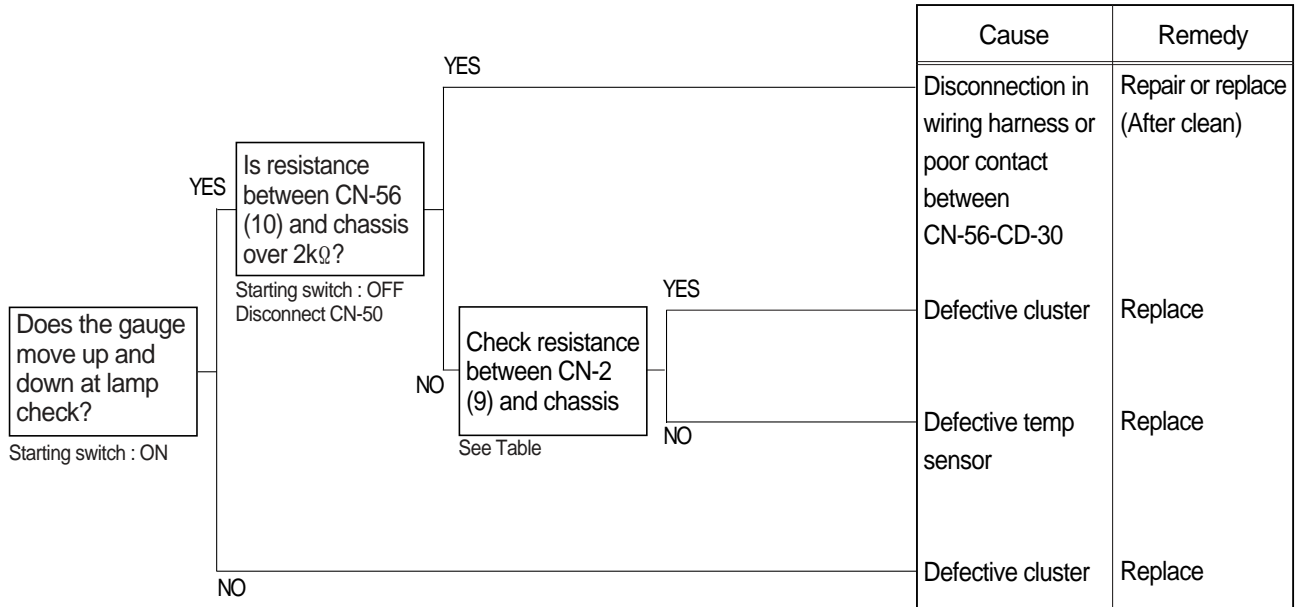 Cause
Remedy
YES
Disconnection in
wiring harness or
poor contact
between
CN-56-CD-30
Repair or replace
(After clean)
YES
Is resistance
between CN-56
(10) and chassis
over 2kΩ?
Starting switch : OFF
Disconnect CN-50
YES
Defective cluster
Replace
Does the gauge
move up and
down at lamp
check?
Starting switch : ON
NO
Check resistance
between CN-2
(9) and chassis
See Table
NO
Defective temp
sensor
Replace
NO
Defective cluster
Replace